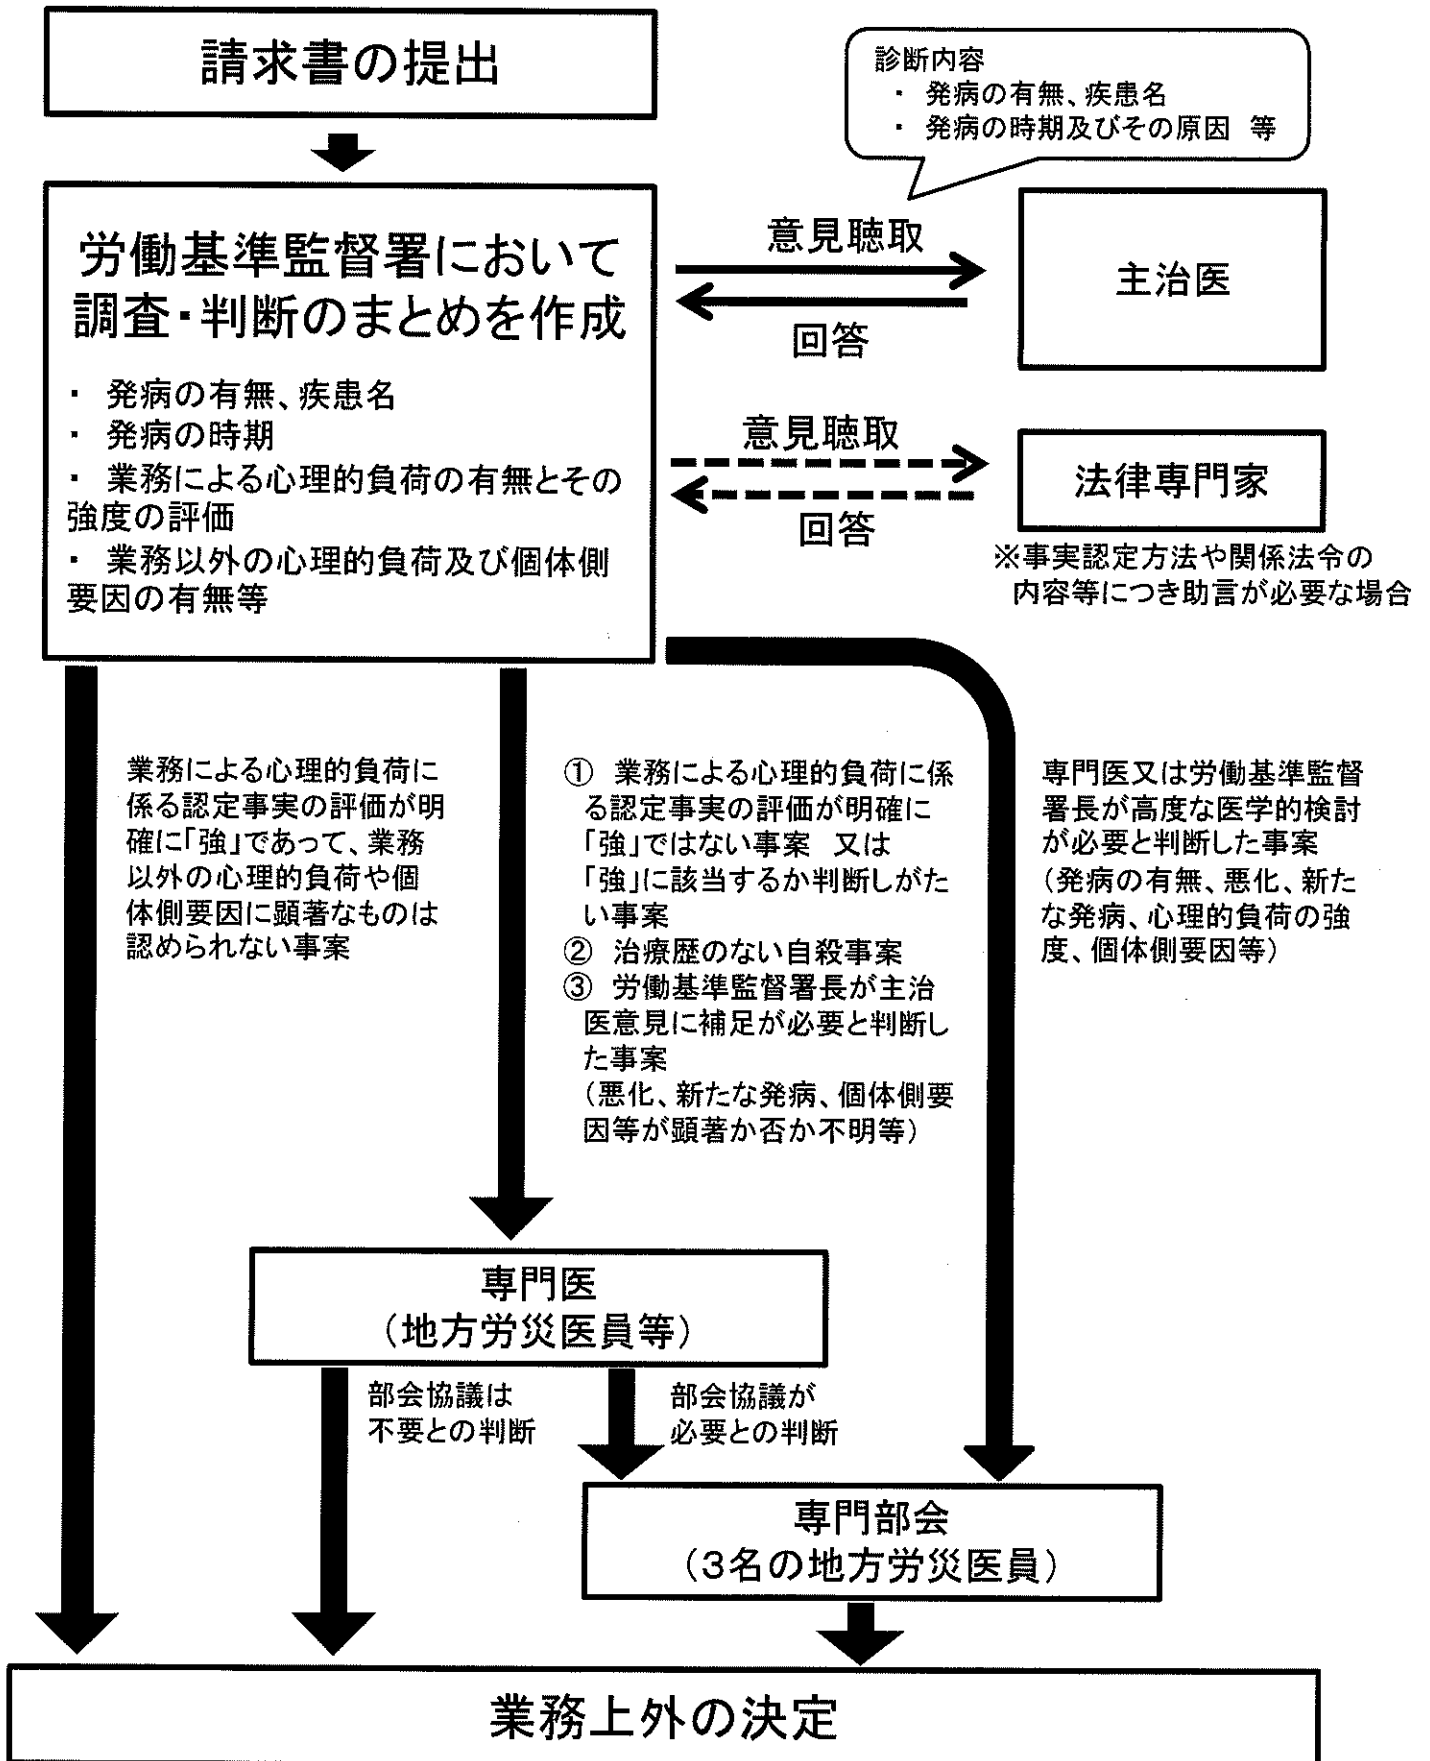 請求書の提出
診断内容
・ 発病の有無、疾患名
・ 発病の時期及びその原因 等
労働基準監督署において
調査・判断のまとめを作成
・ 発病の有無、疾患名
・ 発病の時期
・ 業務による心理的負荷の有無とその
強度の評価
・ 業務以外の心理的負荷及び個体側
要因の有無等
意見聴取
回答
主治医
意見聴取
回答
法律専門家
※事実認定方法や関係法令の
内容等につき助言が必要な場合
業務による心理的負荷に
係る認定事実の評価が明
確に「強」であって、業務
以外の心理的負荷や個
体側要因に顕著なものは
認められない事案
① 業務による心理的負荷に係
る認定事実の評価が明確に
「強」ではない事案 又は
「強」に該当するか判断しがた
い事案
② 治療歴のない自殺事案
③ 労働基準監督署長が主治
医意見に補足が必要と判断し
た事案
（悪化、新たな発病、個体側要
因等が顕著か否か不明等）
専門医又は労働基準監督
署長が高度な医学的検討
が必要と判断した事案
（発病の有無、悪化、新た
な発病、心理的負荷の強
度、個体側要因等）
専門医
（地方労災医員等）
部会協議は
不要との判断
部会協議が
必要との判断
専門部会
（3名の地方労災医員）
業務上外の決定